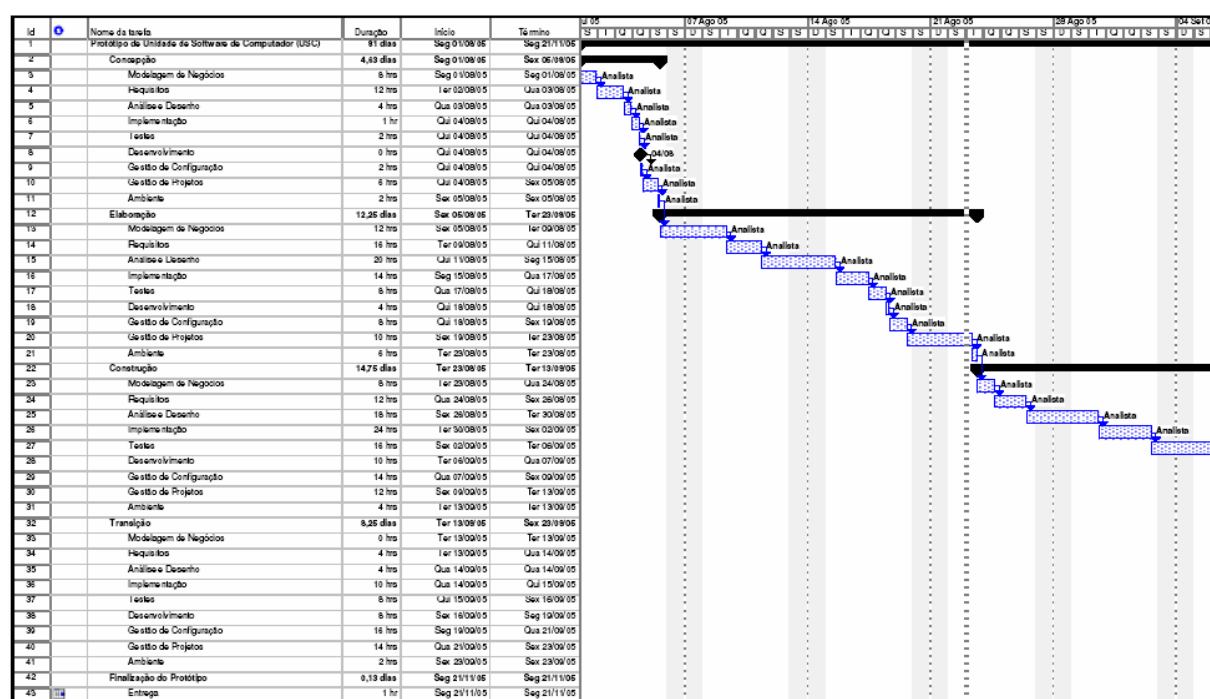 ul 05 07 Ago 05 14 Ago 05 21 Ago 05 28 Ago 05 04 Set 0
Id Nome da tarefa Duração Início Término S T Q Q S S D S T Q Q S S D S T Q Q S S D S T Q Q S S D S T Q Q S S D S
1 Protótipo de Unidade de Software de Computador (USC) 81 dias Seg 01/08/05 Seg 21/11/05
2 Concepção 4,63 dias Seg 01/08/05 Sex 05/08/05
3 Modelagem de Negócios 8 hrs Seg 01/08/05 Seg 01/08/05 Analista
4 Requisitos 12 hrs Ter 02/08/05 Qua 03/08/05 Analista
5 Análise e Desenho 4 hrs Qua 03/08/05 Qua 03/08/05 Analista
6 Implementação 1 hr Qui 04/08/05 Qui 04/08/05 Analista
7 Testes 2 hrs Qui 04/08/05 Qui 04/08/05 Analista
8 Desenvolvimento 0 hrs Qui 04/08/05 Qui 04/08/05 04/08
9 Gestão de Configuração 2 hrs Qui 04/08/05 Qui 04/08/05 Analista
10 Gestão de Projetos 6 hrs Qui 04/08/05 Sex 05/08/05 Analista
11 Ambiente 2 hrs Sex 05/08/05 Sex 05/08/05 Analista
12 Elaboração 12,25 dias Sex 05/08/05 Ter 23/08/05
13 Modelagem de Negócios 12 hrs Sex 05/08/05 Ter 09/08/05 Analista
14 Requisitos 16 hrs Ter 09/08/05 Qui 11/08/05 Analista
15 Análise e Desenho 20 hrs Qui 11/08/05 Seg 15/08/05 Analista
16 Implementação 14 hrs Seg 15/08/05 Qua 17/08/05 Analista
17 Testes 8 hrs Qua 17/08/05 Qui 18/08/05 Analista
18 Desenvolvimento 4 hrs Qui 18/08/05 Qui 18/08/05 Analista
19 Gestão de Configuração 8 hrs Qui 18/08/05 Sex 19/08/05 Analista
20 Gestão de Projetos 10 hrs Sex 19/08/05 Ter 23/08/05 Analista
21 Ambiente 6 hrs Ter 23/08/05 Ter 23/08/05 Analista
22 Construção 14,75 dias Ter 23/08/05 Ter 13/09/05
23 Modelagem de Negócios 8 hrs Ter 23/08/05 Qua 24/08/05 Analista
24 Requisitos 12 hrs Qua 24/08/05 Sex 26/08/05 Analista
25 Análise e Desenho 18 hrs Sex 26/08/05 Ter 30/08/05 Analista
26 Implementação 24 hrs Ter 30/08/05 Sex 02/09/05 Analista
27 Testes 16 hrs Sex 02/09/05 Ter 06/09/05
28 Desenvolvimento 10 hrs Ter 06/09/05 Qua 07/09/05
29 Gestão de Configuração 14 hrs Qua 07/09/05 Sex 09/09/05
30 Gestão de Projetos 12 hrs Sex 09/09/05 Ter 13/09/05
31 Ambiente 4 hrs Ter 13/09/05 Ter 13/09/05
32 Transição 8,25 dias Ter 13/09/05 Sex 23/09/05
33 Modelagem de Negócios 0 hrs Ter 13/09/05 Ter 13/09/05
34 Requisitos 4 hrs Ter 13/09/05 Qua 14/09/05
35 Análise e Desenho 4 hrs Qua 14/09/05 Qua 14/09/05
36 Implementação 10 hrs Qua 14/09/05 Qui 15/09/05
37 Testes 8 hrs Qui 15/09/05 Sex 16/09/05
38 Desenvolvimento 8 hrs Sex 16/09/05 Seg 19/09/05
39 Gestão de Configuração 16 hrs Seg 19/09/05 Qua 21/09/05
40 Gestão de Projetos 14 hrs Qua 21/09/05 Sex 23/09/05
41 Ambiente 2 hrs Sex 23/09/05 Sex 23/09/05
42 Finalização do Protótipo 0,13 dias Seg 21/11/05 Seg 21/11/05
43 Entrega 1 hr Seg 21/11/05 Seg 21/11/05